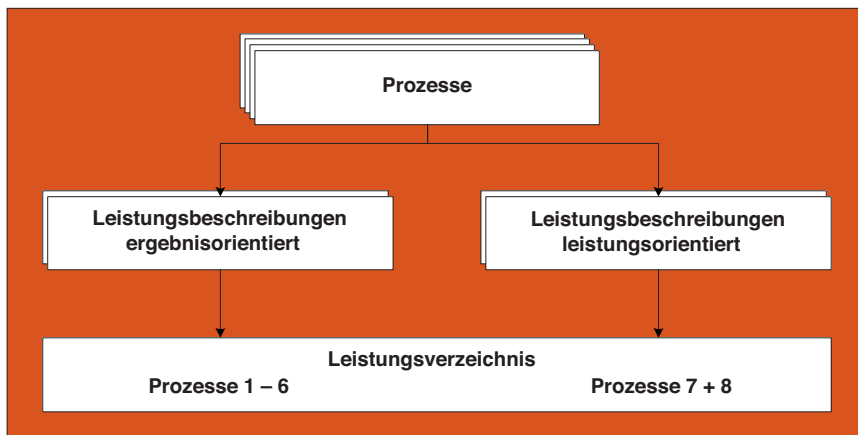 Prozesse
Leistungsbeschreibungen
ergebnisorientiert
Leistungsbeschreibungen
leistungsorientiert
Leistungsverzeichnis
Prozesse 1 – 6
Prozesse 7 + 8